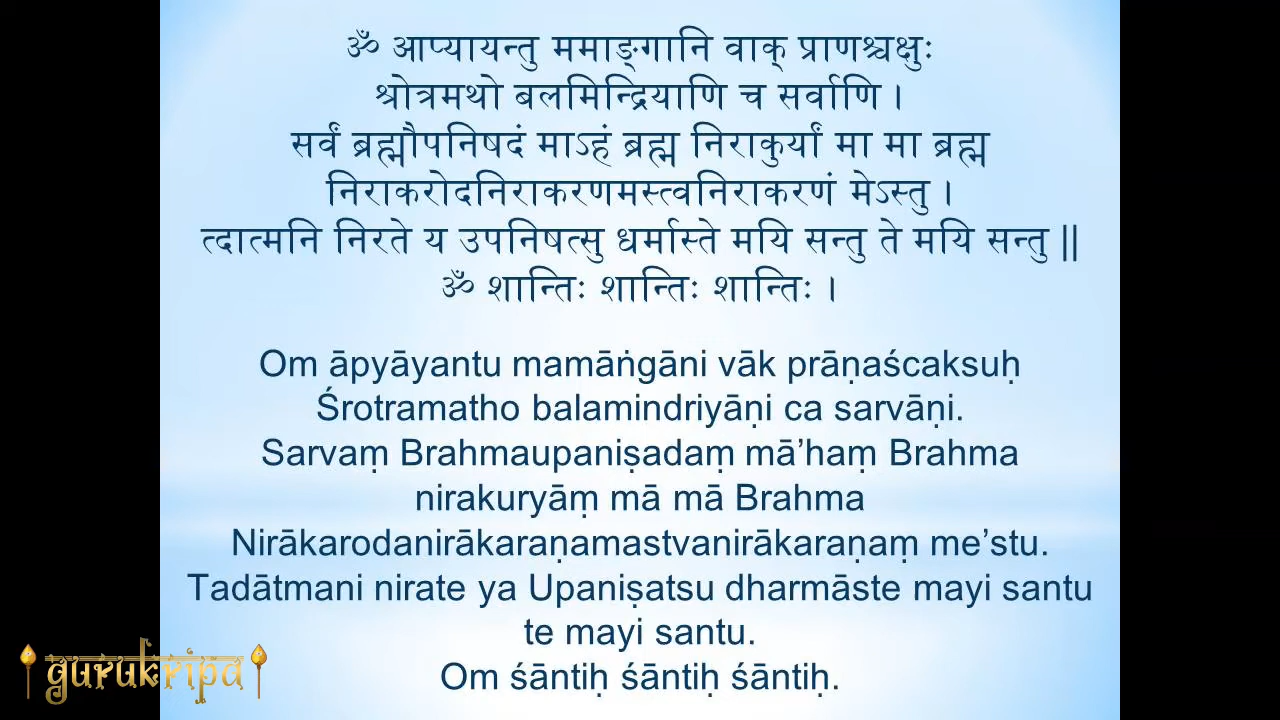 ॐ आप्यायन्तु ममाङ्गानि वाक् प्राणश्चक्षुः
श्रोत्रमथो बलमिन्द्रियाणि च सर्वाणि ।
सर्वं ब्रह्मौपनिषदं माऽहं ब्रह्म निराकुर्यां मा मा ब्रह्म
निराकरोदनिराकरणमस्त्वनिराकरणं मेऽस्तु ।
त्दात्मनि निरते य उपनिषत्सु धर्मास्ते मयि सन्तु ते मयि सन्तु ||
ॐ शान्तिः शान्तिः शान्तिः ।
Om āpyāyantu mamāṅgāni vāk prāṇaścaksuḥ
Śrotramatho balamindriyāṇi ca sarvāṇi.
Sarvaṃ Brahmaupaniṣadaṃ mā’haṃ Brahma
nirakuryāṃ mā mā Brahma
Nirākarodanirākaraṇamastvanirākaraṇaṃ me’stu.
Tadātmani nirate ya Upaniṣatsu dharmāste mayi santu
te mayi santu.
Om śāntiḥ śāntiḥ śāntiḥ.
gurukripa